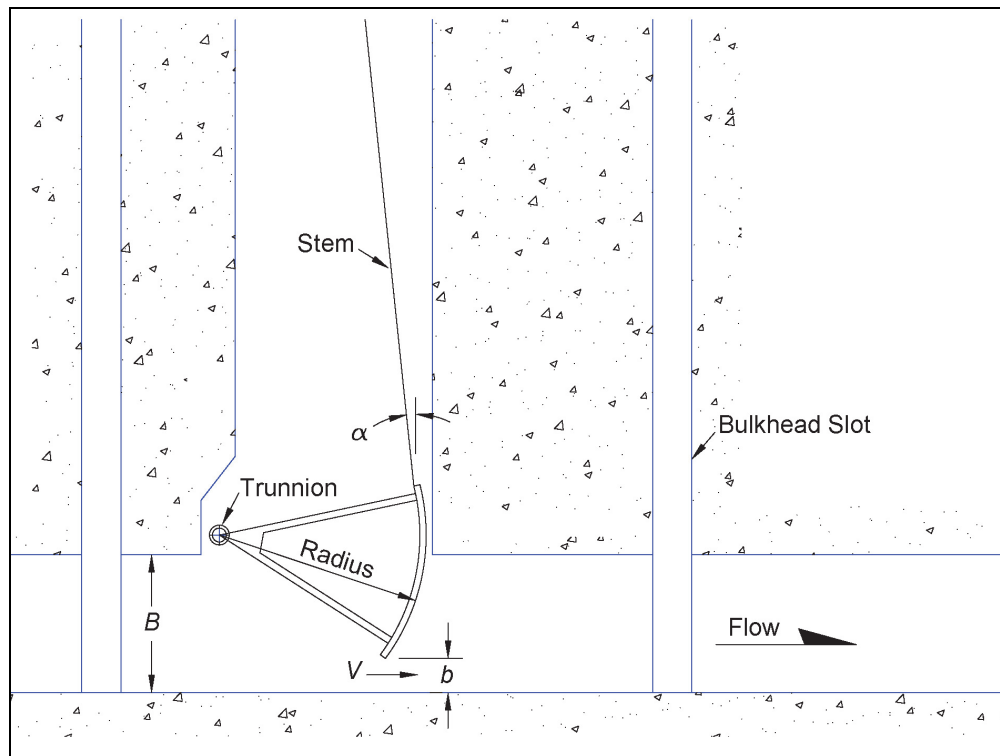 Stem
α
Bulkhead Slot
Trunnion
Radius
B
Flow
V
b